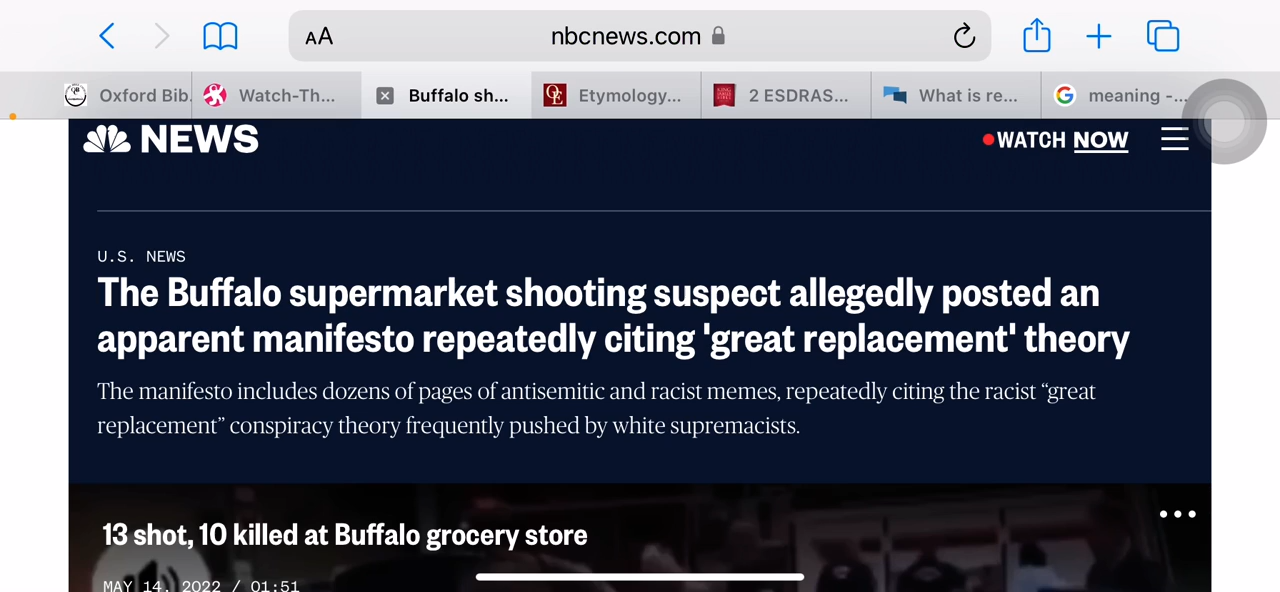 AA
nbcnews.com
Oxford Bib.
Watch-Th...
Buffalo sh...
OE
Etymology...
2 ESDRAS...
What is re...
G
meaning -...
NEWS
WATCH NOW
U.S. NEWS
The Buffalo supermarket shooting suspect allegedly posted an
apparent manifesto repeatedly citing 'great replacement' theory
The manifesto includes dozens of pages of antisemitic and racist memes, repeatedly citing the racist “great
replacement” conspiracy theory frequently pushed by white supremacists.
13 shot, 10 killed at Buffalo grocery store
MAY 14, 2022 / 01:51